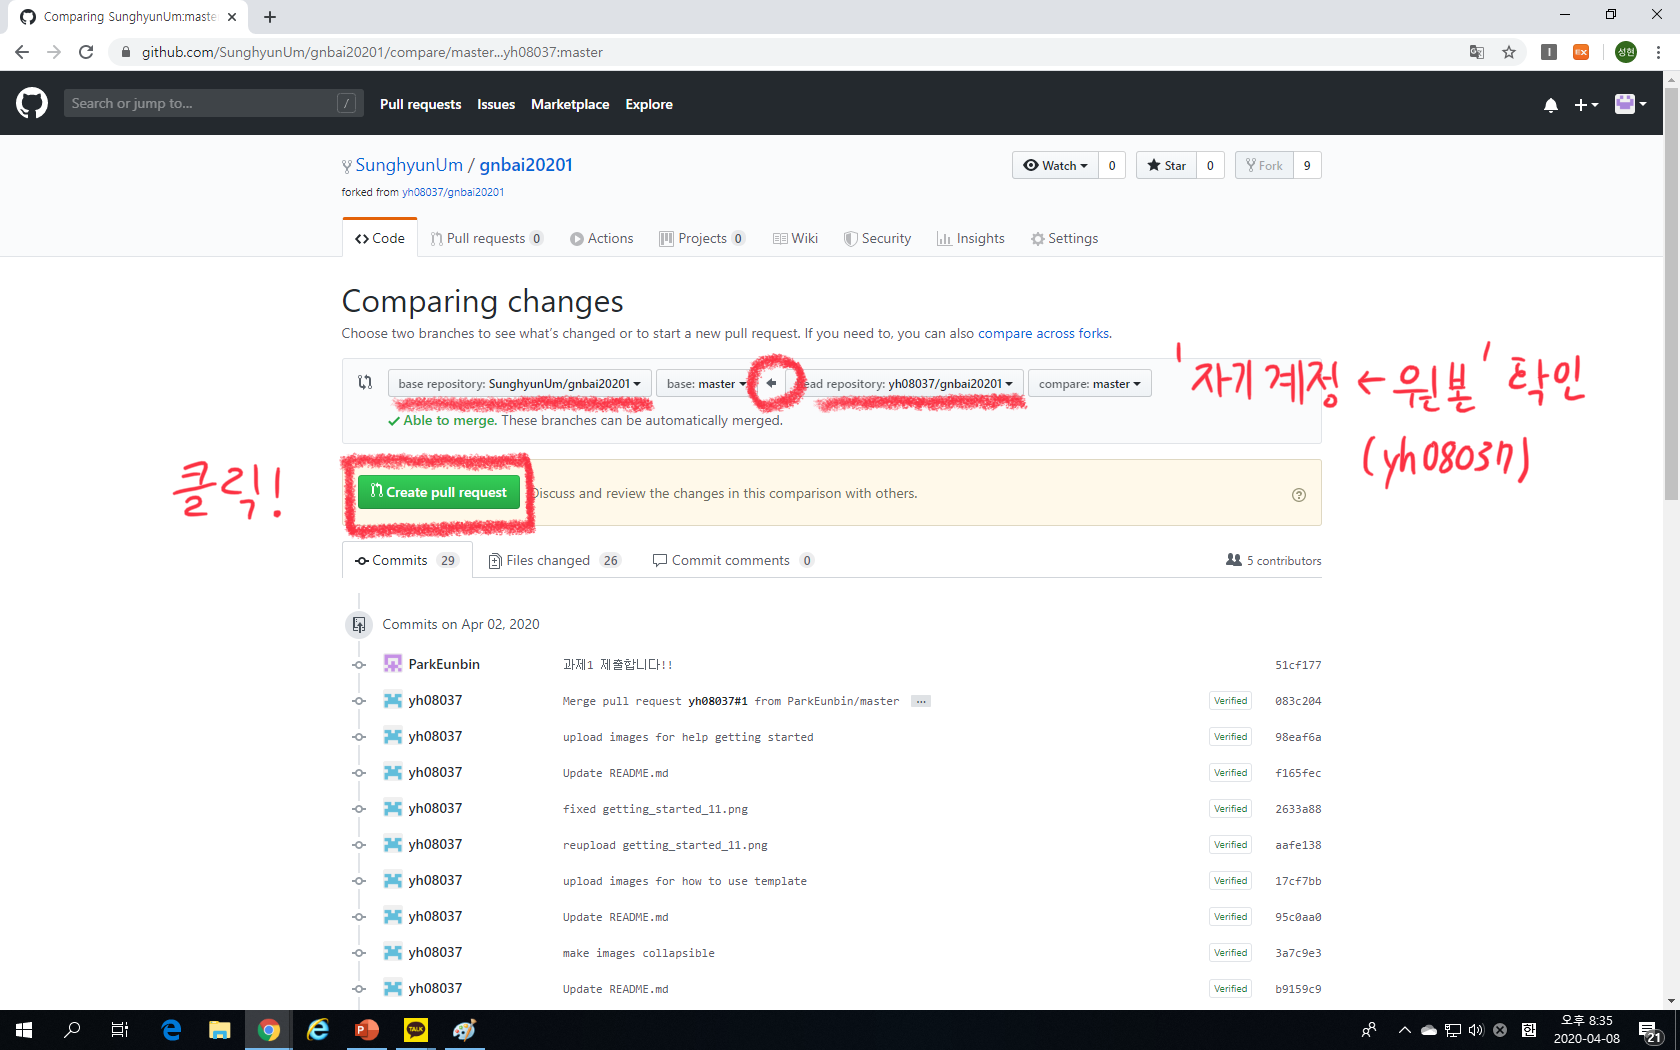 Comparing SunghyunUm:maste
github.com/SunghyunUm/gnbai20201/compare/master...yh08037:master
성현
Search or jump to...
/
Pull requests
Issues
Marketplace
Explore
SunghyunUm / gnbai20201
Watch 0
Star 0
Fork 9
forked from yh08037/gnbai20201
Code
Pull requests 0
Actions
Projects 0
Wiki
Security
Insights
Settings
Comparing changes
Choose two branches to see what's changed or to start a new pull request. If you need to, you can also compare across forks.
base repository: SunghyunUm/gnbai20201
base: master
ead repository: yh08037/gnbai20201
compare: master
'자기계정 ← 원본' 확인
(yh08037)
Able to merge. These branches can be automatically merged.
클릭!
Create pull request
Discuss and review the changes in this comparison with others.
Commits 29
Files changed 26
Commit comments 0
5 contributors
Commits on Apr 02, 2020
ParkEunbin 과제1 제출합니다!! 51cf177
yh08037 Merge pull request yh08037#1 from ParkEunbin/master ... Verified 083c204
yh08037 upload images for help getting started Verified 98eaf6a
yh08037 Update README.md Verified f165fec
yh08037 fixed getting_started_11.png Verified 2633a88
yh08037 reupload getting_started_11.png Verified aafe138
yh08037 upload images for how to use template Verified 17cf7bb
yh08037 Update README.md Verified 95c0aa0
yh08037 make images collapsible Verified 3a7c9e3
yh08037 Update README.md Verified b9159c9
TALK
한
오후 8:35
2020-04-08
21